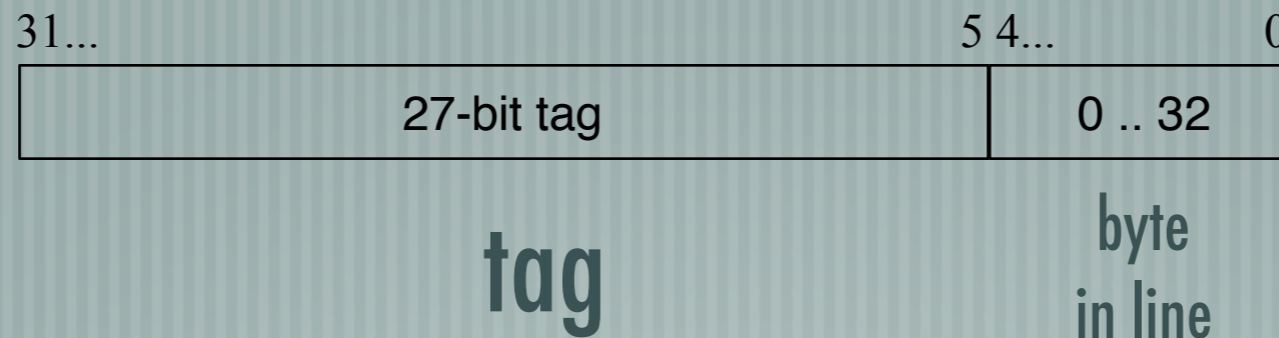 31... 5 4... 0
27-bit tag 0 .. 32
tag
byte
in line